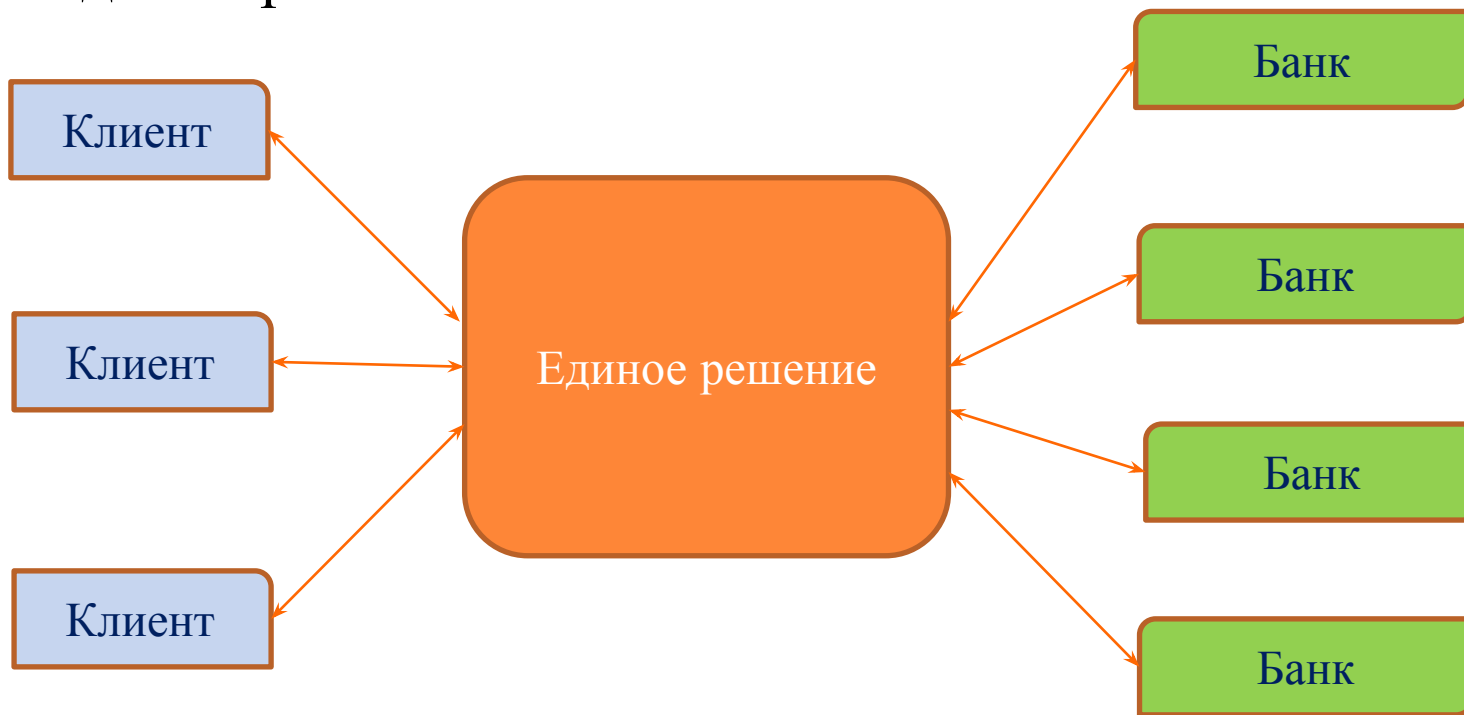 Клиент
Клиент
Клиент
Единое решение
Банк
Банк
Банк
Банк